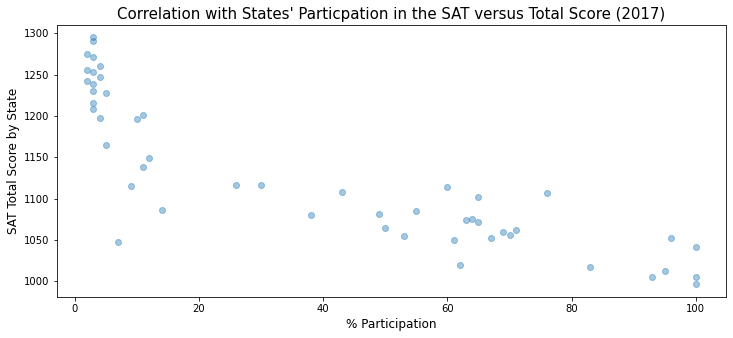 Correlation with States' Particpation in the SAT versus Total Score (2017)
SAT Total Score by State
1300
1250
1200
1150
1100
1050
1000
0 20 40 60 80 100
% Participation